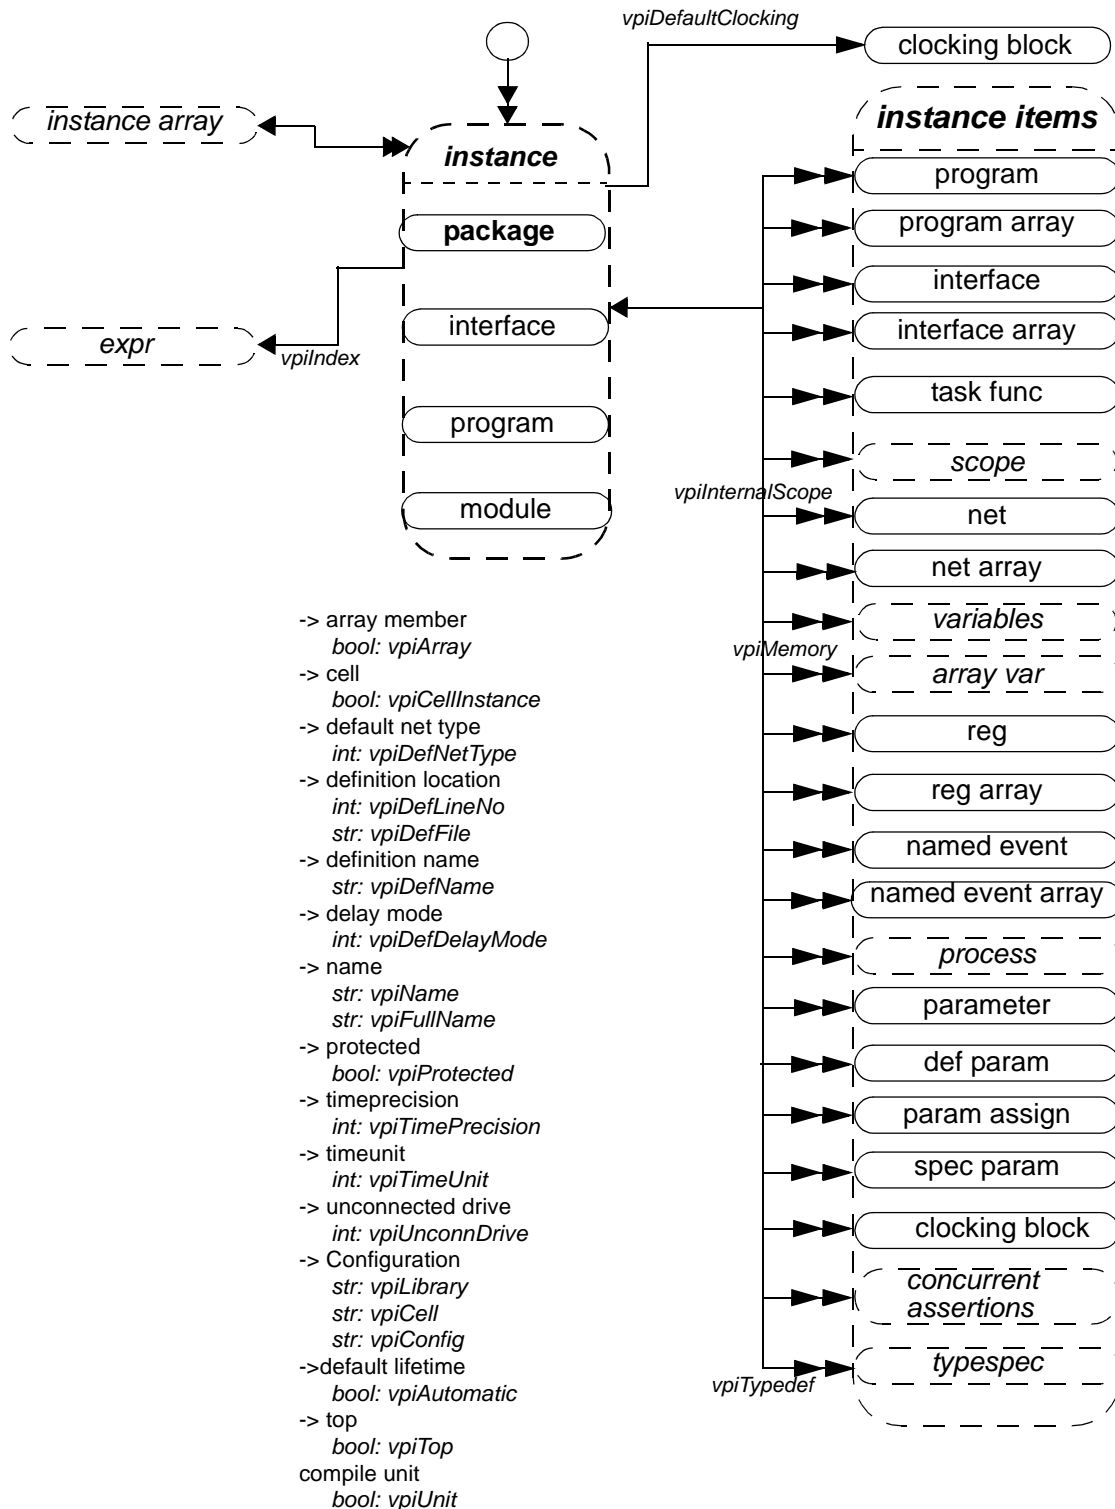 vpiDefaultClocking
clocking block
instance array
instance
package
interface
program
module
expr
vpiIndex
instance items
program
program array
interface
interface array
task func
scope
vpiInternalScope
net
net array
variables
vpiMemory
array var
reg
reg array
named event
named event array
process
parameter
def param
param assign
spec param
clocking block
concurrent
assertions
typespec
vpiTypedef
-> array member
bool: vpiArray
-> cell
bool: vpiCellInstance
-> default net type
int: vpiDefNetType
-> definition location
int: vpiDefLineNo
str: vpiDefFile
-> definition name
str: vpiDefName
-> delay mode
int: vpiDefDelayMode
-> name
str: vpiName
str: vpiFullName
-> protected
bool: vpiProtected
-> timeprecision
int: vpiTimePrecision
-> timeunit
int: vpiTimeUnit
-> unconnected drive
int: vpiUnconnDrive
-> Configuration
str: vpiLibrary
str: vpiCell
str: vpiConfig
->default lifetime
bool: vpiAutomatic
-> top
bool: vpiTop
compile unit
bool: vpiUnit